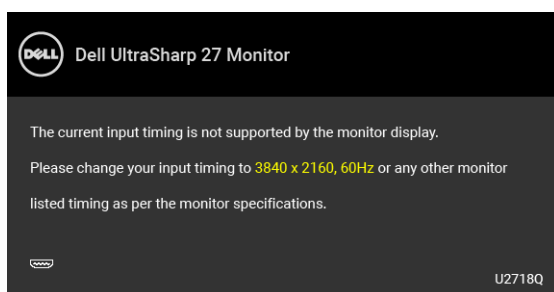 DELL
Dell UltraSharp 27 Monitor
The current input timing is not supported by the monitor display.
Please change your input timing to 3840 x 2160, 60Hz or any other monitor
listed timing as per the monitor specifications.
U2718Q